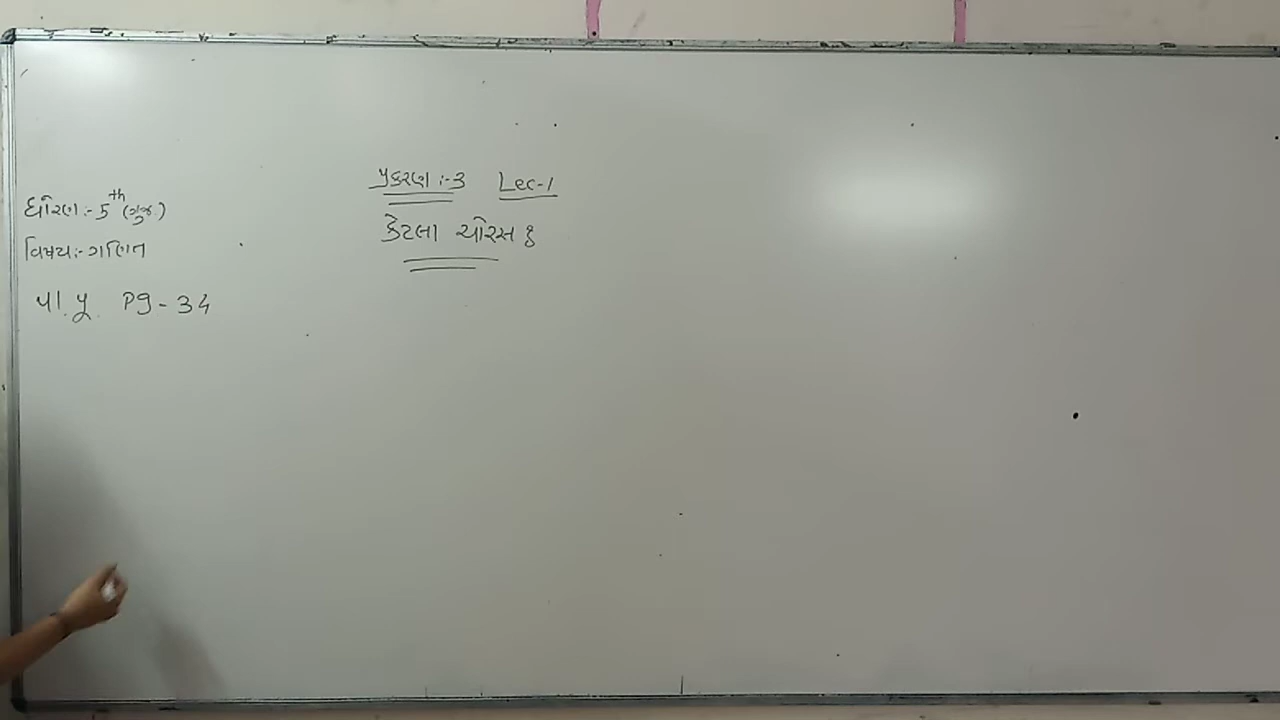 પ્રકરણ :- 3 Lec-1
કેટલા ચોરસ ?
ધોરણ :- 5th (ગુજ)
વિષય :- ગણિત
પા. પુ. Pg - 34